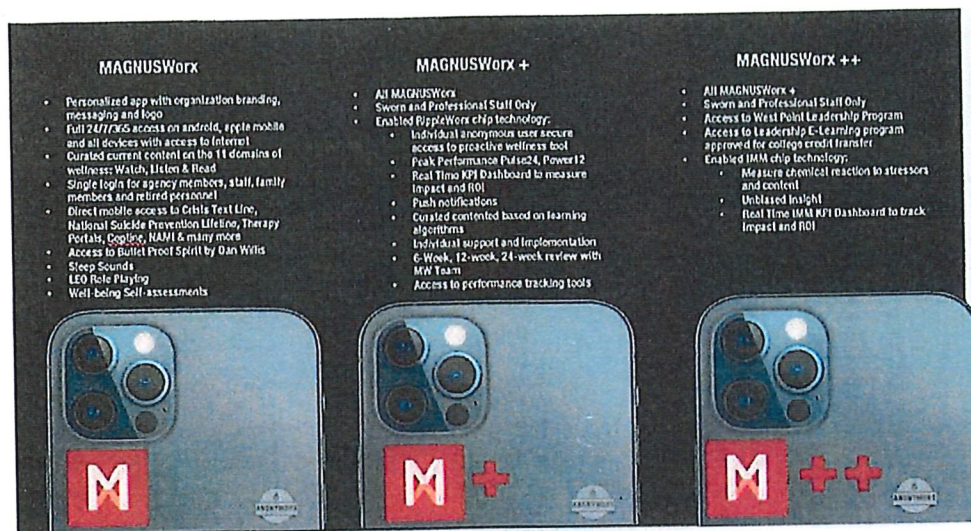 MAGNUSWorx
• Personalized app with organization branding,
messaging and logo
• Full 24/7/365 access on android, apple mobile
and all devices with access to Internet
• Curated current content on the 11 domains of
wellness: Watch, Listen & Read
• Single login for agency members, staff, family
members and retired personnel
• Direct mobile access to Crisis Text Line,
National Suicide Prevention Lifeline, Therapy
Portals, Copline, NAMI & many more
• Access to Bullet Proof Spirit by Dan Willis
• Sleep Sounds
• LEO Role Playing
• Well-being Self-assessments
M
ANONYMOUS
MAGNUSWorx +
• All MAGNUSWorx
• Sworn and Professional Staff Only
• Enabled RippleWorx chip technology:
• Individual anonymous user secure
access to proactive wellness tool
• Peak Performance Pulse24, Power12
• Real Time KPI Dashboard to measure
Impact and ROI
• Push notifications
• Curated contented based on learning
algorithms
• Individual support and Implementation
• 6-Week, 12-week, 24-week review with
MW Team
• Access to performance tracking tools
M +
ANONYMOUS
MAGNUSWorx ++
• All MAGNUSWorx +
• Sworn and Professional Staff Only
• Access to West Point Leadership Program
• Access to Leadership E-Learning program
approved for college credit transfer
• Enabled IMM chip technology:
• Measure chemical reaction to stressors
and content
• Unbiased Insight
• Real Time IMM KPI Dashboard to track
Impact and ROI
M ++
ANONYMOUS